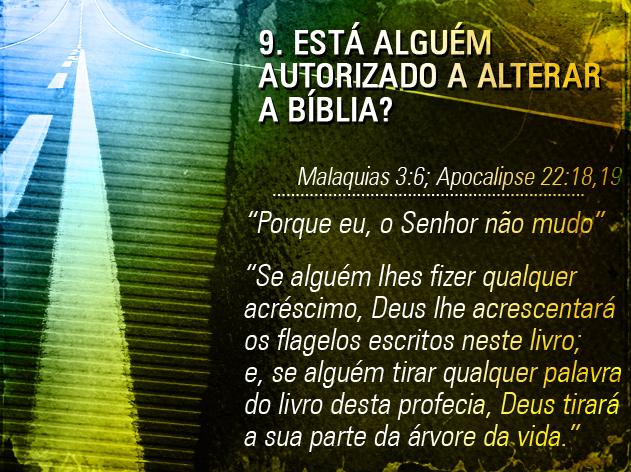 9. ESTÁ ALGUÉM
AUTORIZADO A ALTERAR
A BÍBLIA?
Malaquias 3:6; Apocalipse 22:18,19
“Porque eu, o Senhor não mudo”
“Se alguém lhes fizer qualquer
acréscimo, Deus lhe acrescentará
os flagelos escritos neste livro;
e, se alguém tirar qualquer palavra
do livro desta profecia, Deus tirará
a sua parte da árvore da vida.”